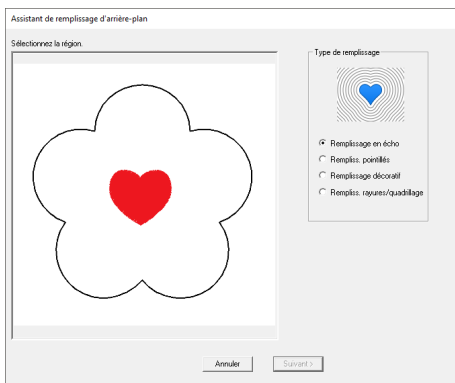 Assistant de remplissage d'arrière-plan
Sélectionnez la région.
Type de remplissage
Remplissage en écho
Rempliss. pointillés
Remplissage décoratif
Rempliss. rayures/quadrillage
Annuler
Suivant >